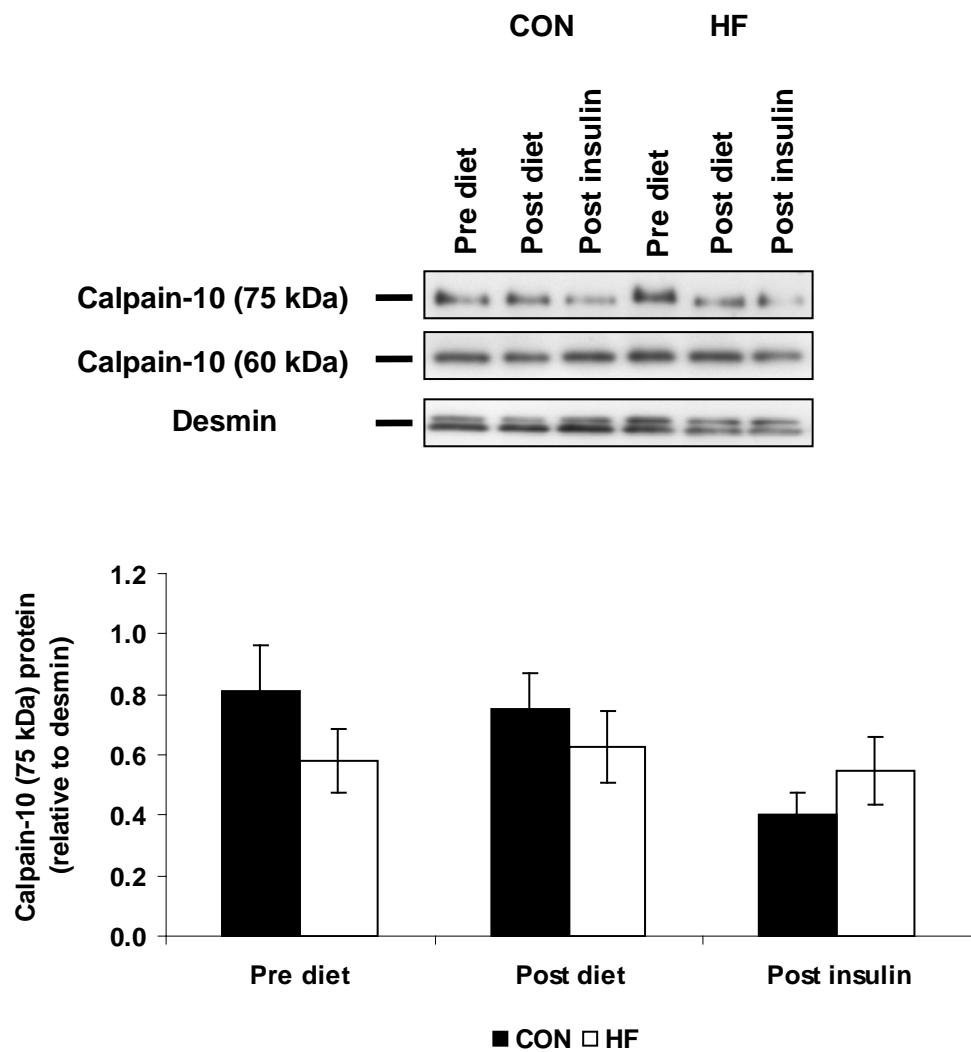 CON HF
Pre diet Post diet Post insulin Pre diet Post diet Post insulin
Calpain-10 (75 kDa)
Calpain-10 (60 kDa)
Desmin
Calpain-10 (75 kDa) protein
(relative to desmin)
1.2
1.0
0.8
0.6
0.4
0.2
0.0
Pre diet Post diet Post insulin
CON HF